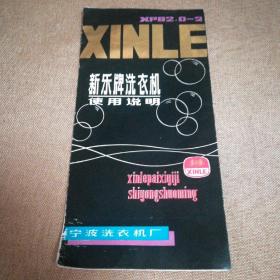 XPB2.0-2
XINLE
新乐牌洗衣机
使用说明
xinlepaixiyiji
shiyongshuoming
XINLE
宁波洗衣机厂